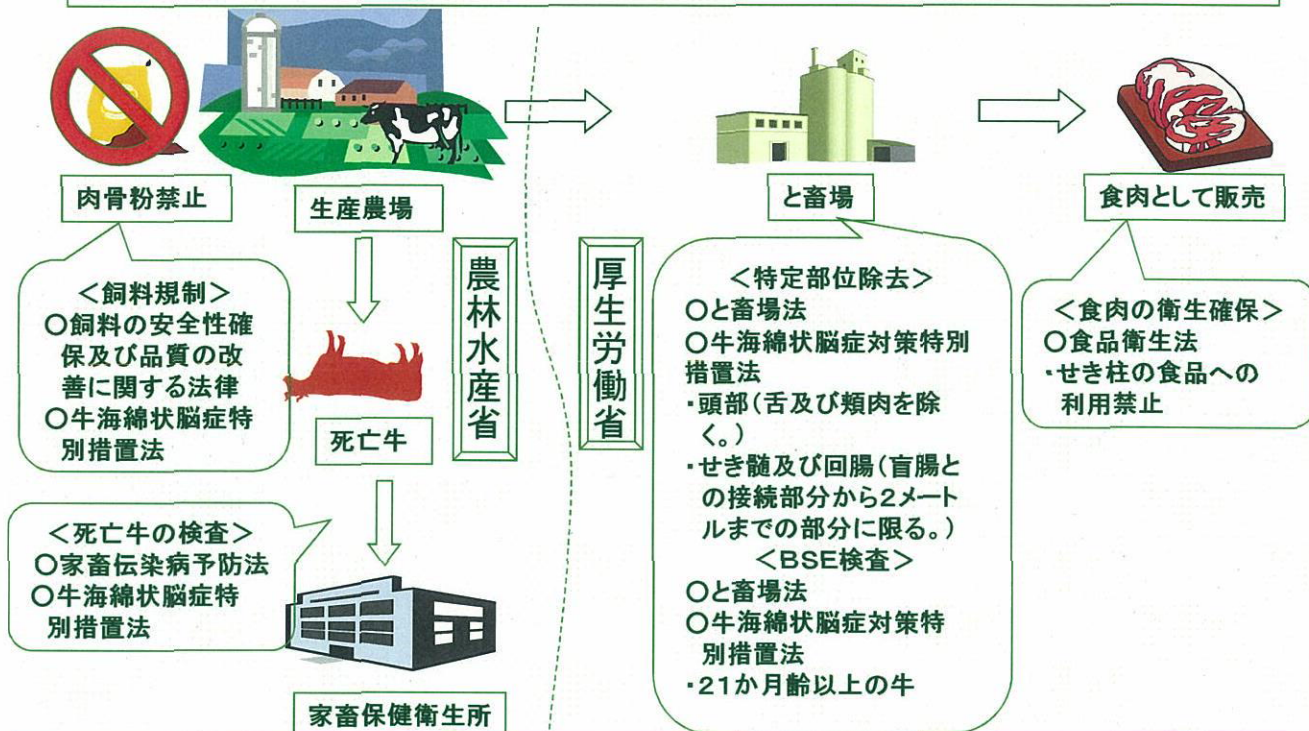 肉骨粉禁止
生産農場
と畜場
食肉として販売
<飼料規制>
○飼料の安全性確
保及び品質の改
善に関する法律
○牛海綿状脳症特
別措置法
死亡牛
農林水産省
厚生労働省
<死亡牛の検査>
○家畜伝染病予防法
○牛海綿状脳症特
別措置法
家畜保健衛生所
<特定部位除去>
○と畜場法
○牛海綿状脳症対策特別
措置法
・頭部(舌及び頬肉を除
く。)
・せき髄及び回腸(盲腸と
の接続部分から2メート
ルまでの部分に限る。)
<BSE検査>
○と畜場法
○牛海綿状脳症対策特
別措置法
・21か月齢以上の牛
<食肉の衛生確保>
○食品衛生法
・せき柱の食品への
利用禁止